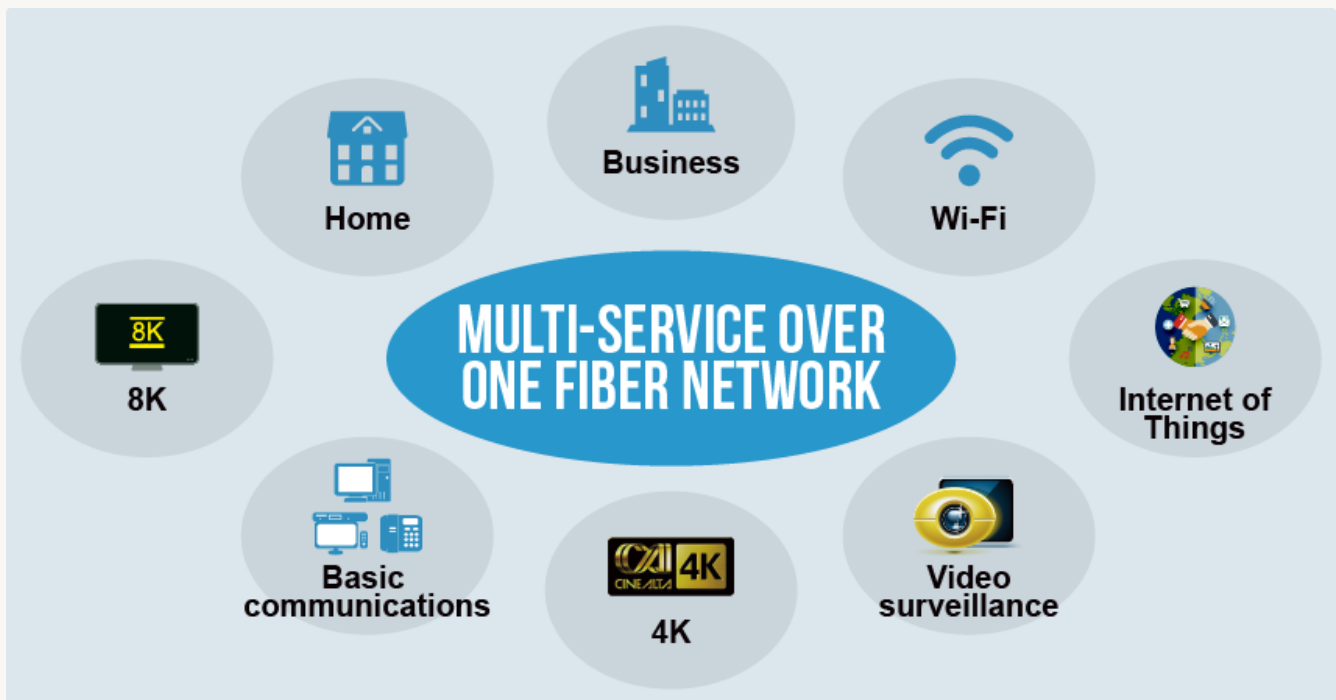 Business
Home
Wi-Fi
MULTI-SERVICE OVER
ONE FIBER NETWORK
8K
8K
Internet of
Things
Basic
communications
CINEALTA
4K
4K
Video
surveillance